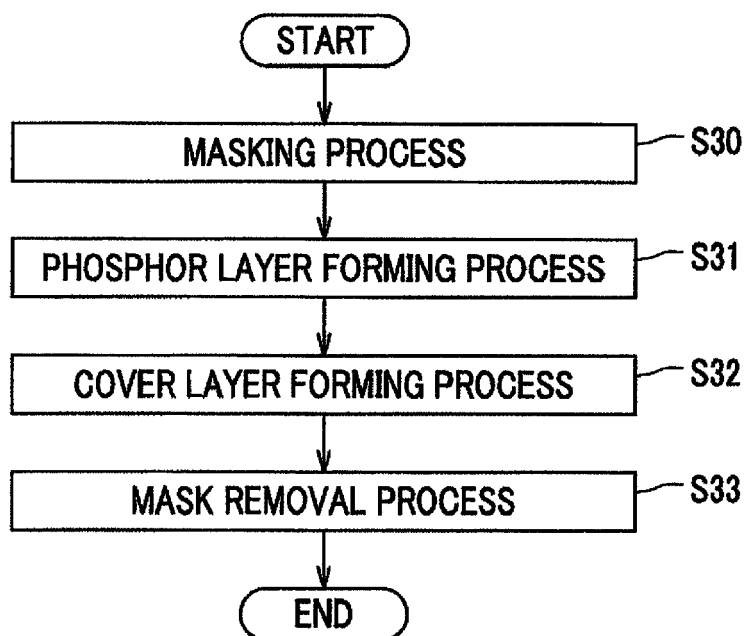 START
MASKING PROCESS
S30
PHOSPHOR LAYER FORMING PROCESS
S31
COVER LAYER FORMING PROCESS
S32
MASK REMOVAL PROCESS
S33
END